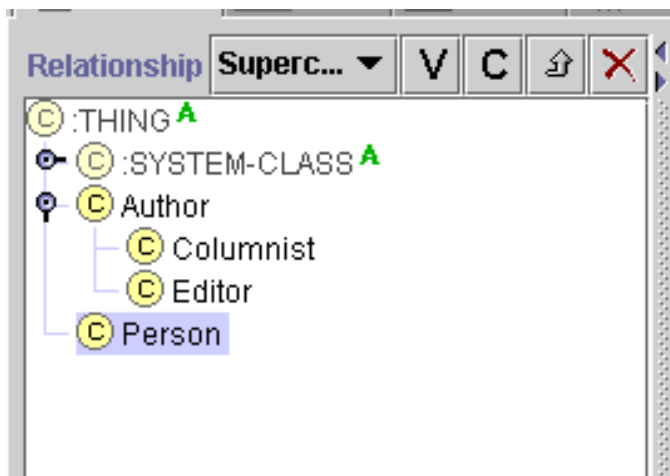 Relationship Superc... V C
C :THING A
C :SYSTEM-CLASS A
C Author
C Columnist
C Editor
C Person